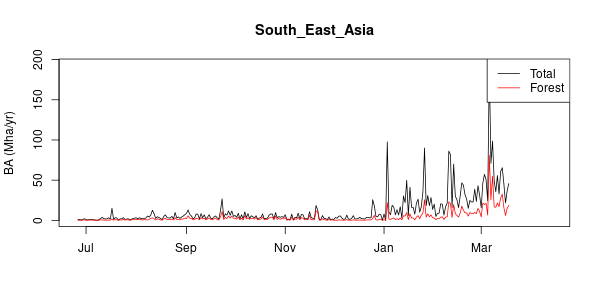 South_East_Asia
BA (Mha/yr)
200
150
100
50
0
Total
Forest
Jul Sep Nov Jan Mar